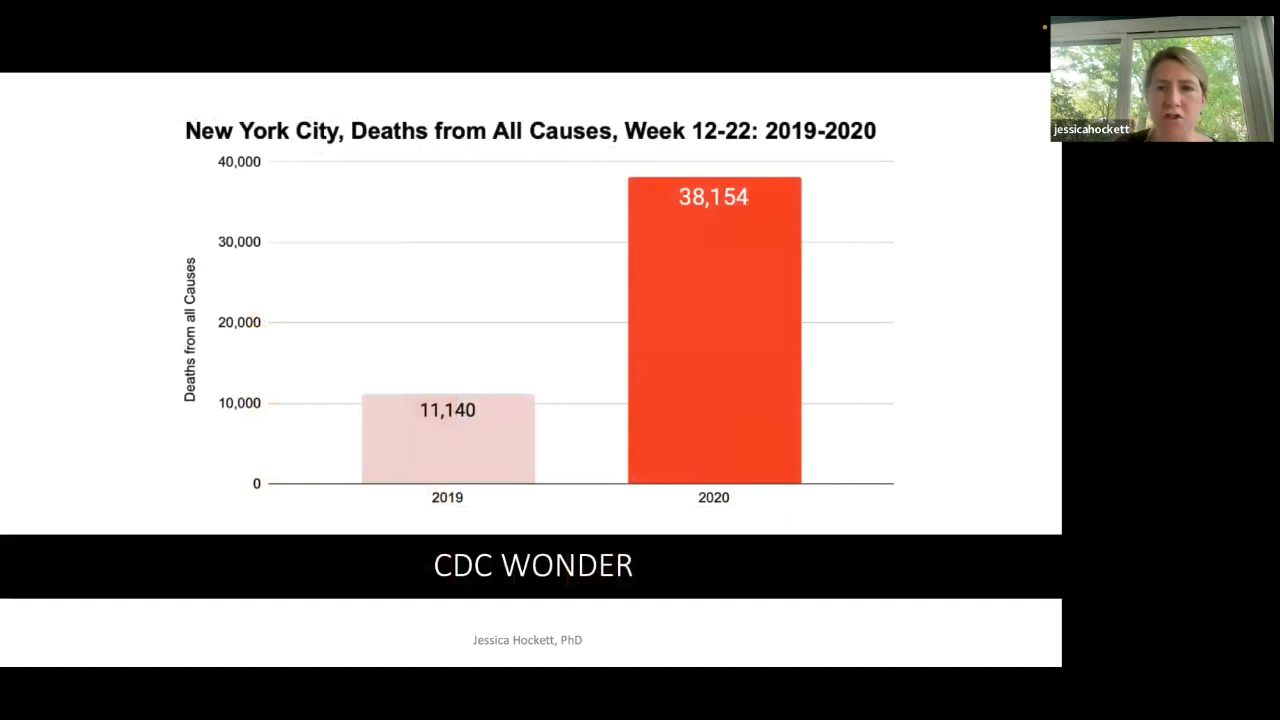 jessicahockett
New York City, Deaths from All Causes, Week 12-22: 2019-2020
Deaths from all Causes
40,000
30,000
20,000
10,000
0
11,140
38,154
2019
2020
CDC WONDER
Jessica Hockett, PhD